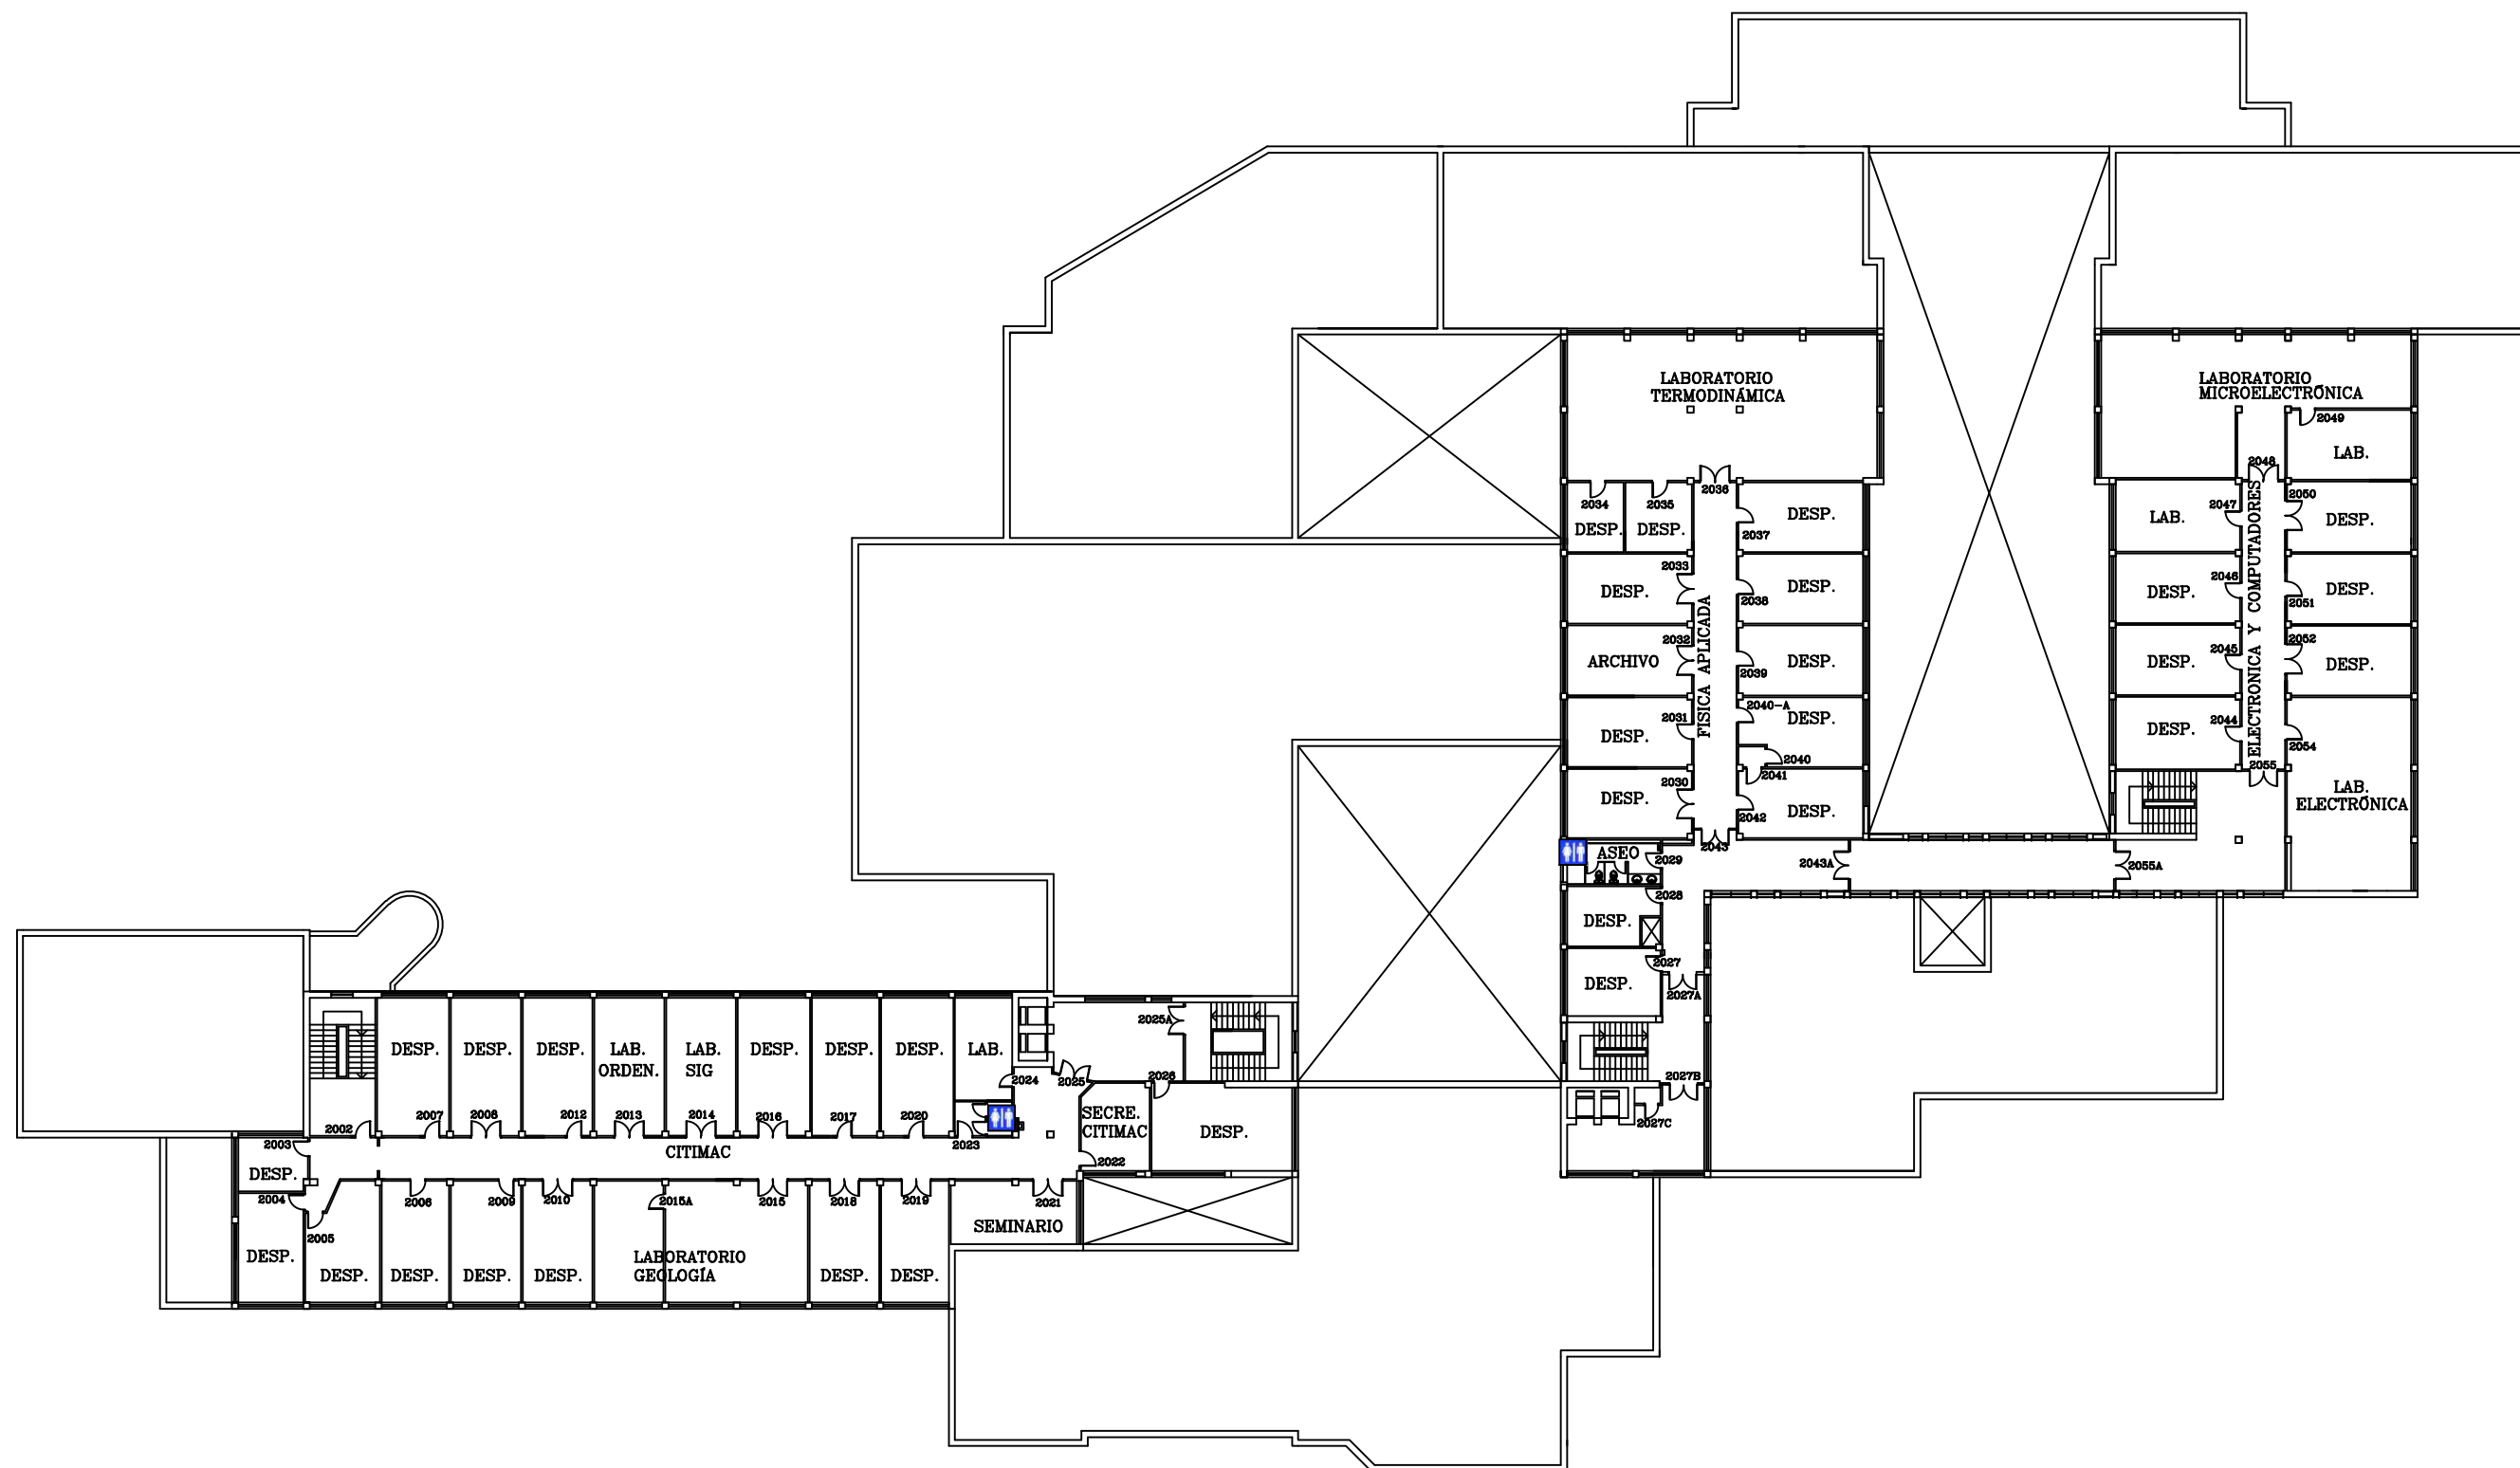 LABORATORIO
TERMODINÁMICA
LABORATORIO
MICROELECTRÓNICA
2049
LAB.
2048
2034
2035
2036
2037
DESP.
DESP.
DESP.
2047
2050
LAB.
DESP.
2033
DESP.
2038
DESP.
2046
DESP.
2051
DESP.
FISICA APLICADA
ELECTRONICA Y COMPUTADORES
2032
ARCHIVO
2039
DESP.
2045
DESP.
2052
DESP.
2031
DESP.
2040-A
DESP.
2040
2044
DESP.
2054
2030
DESP.
2041
2042
DESP.
2055
LAB.
ELECTRÓNICA
2043
ASEO
2029
2043A
2055A
2028
DESP.
2027
DESP.
2027A
2027B
2027C
2025A
DESP.
DESP.
DESP.
LAB.
ORDEN.
LAB.
SIG
DESP.
DESP.
DESP.
LAB.
2024
2025
2026
2002
2007
2008
2012
2013
2014
2016
2017
2020
2023
SECRE.
CITIMAC
DESP.
2003
DESP.
CITIMAC
2022
2004
2005
2006
2009
2010
2015A
2015
2018
2019
2021
SEMINARIO
DESP.
DESP.
DESP.
DESP.
DESP.
LABORATORIO
GEOLOGÍA
DESP.
DESP.